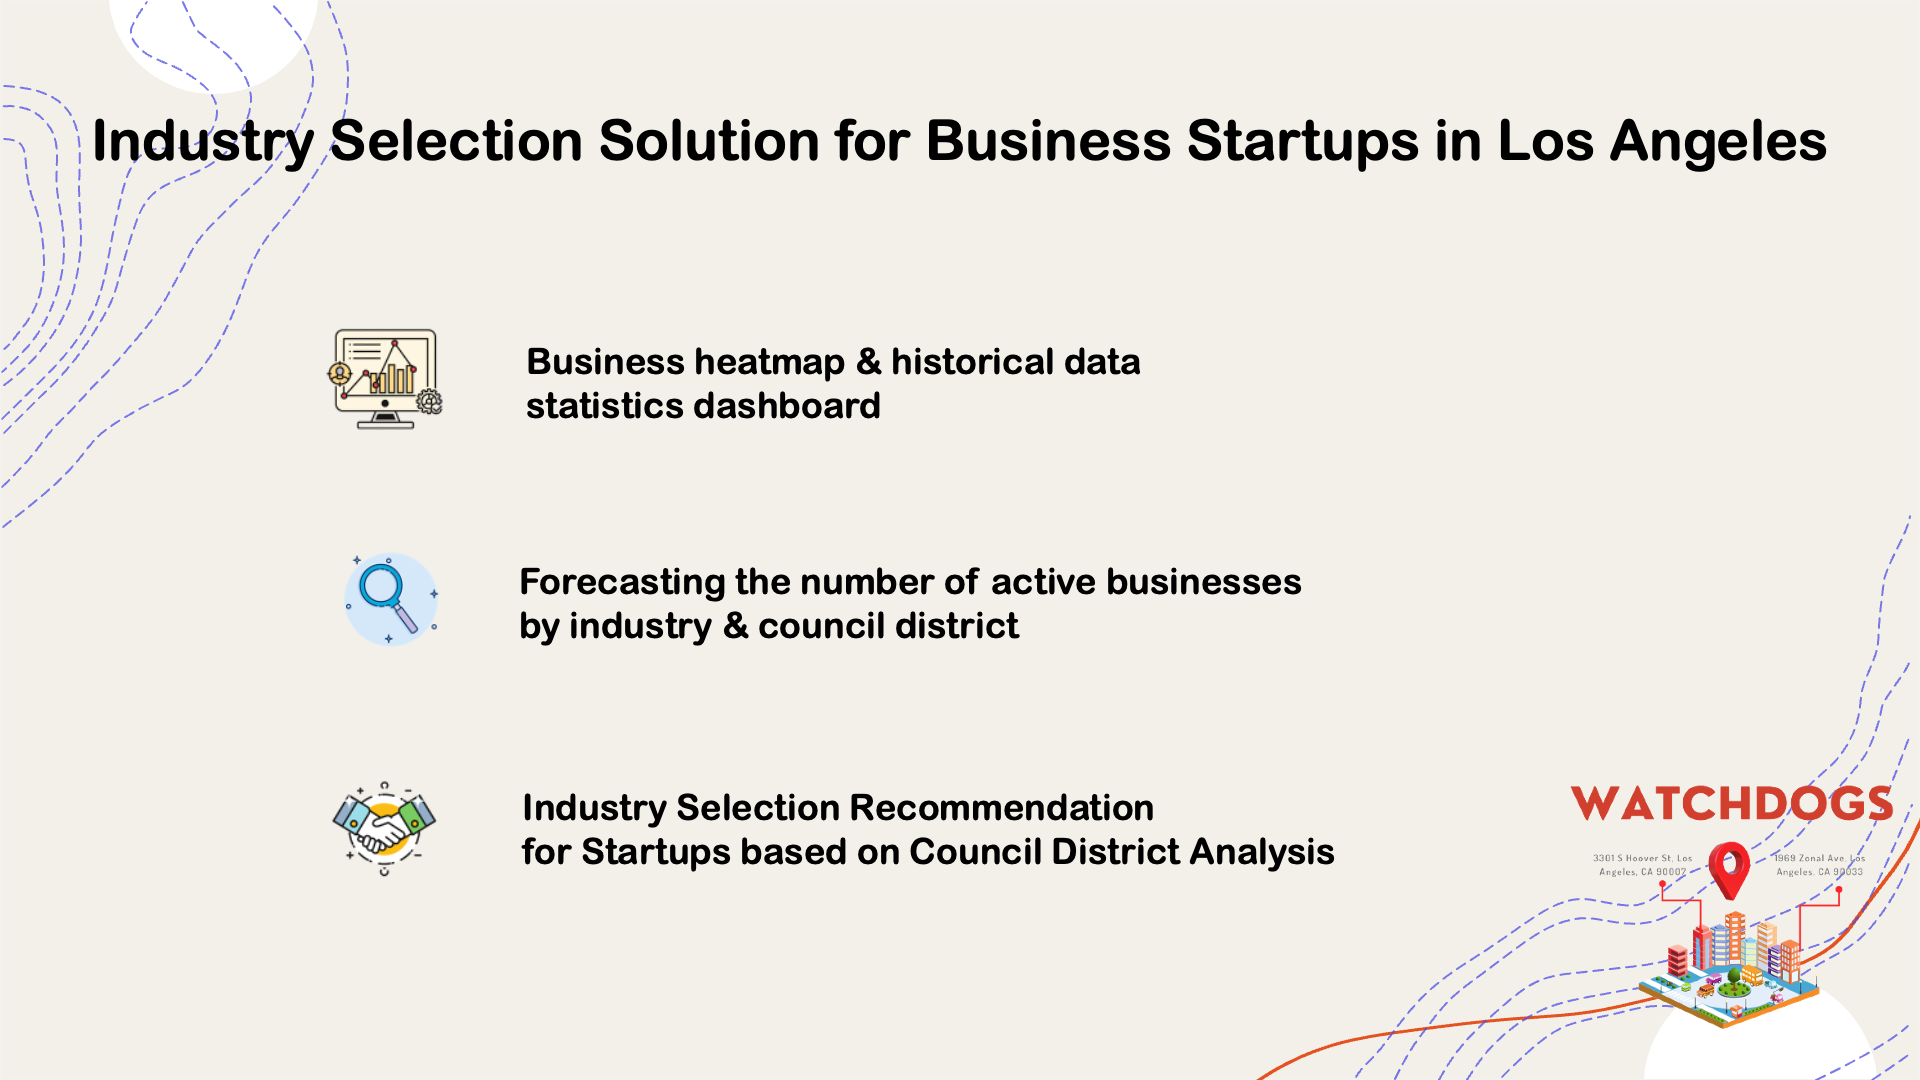 Industry Selection Solution for Business Startups in Los Angeles
Business heatmap & historical data
statistics dashboard
Forecasting the number of active businesses
by industry & council district
Industry Selection Recommendation
for Startups based on Council District Analysis
WATCHDOGS
3301 S Hoover St, Los
Angeles, CA 90007
1969 Zonal Ave, Los
Angeles, CA 90033